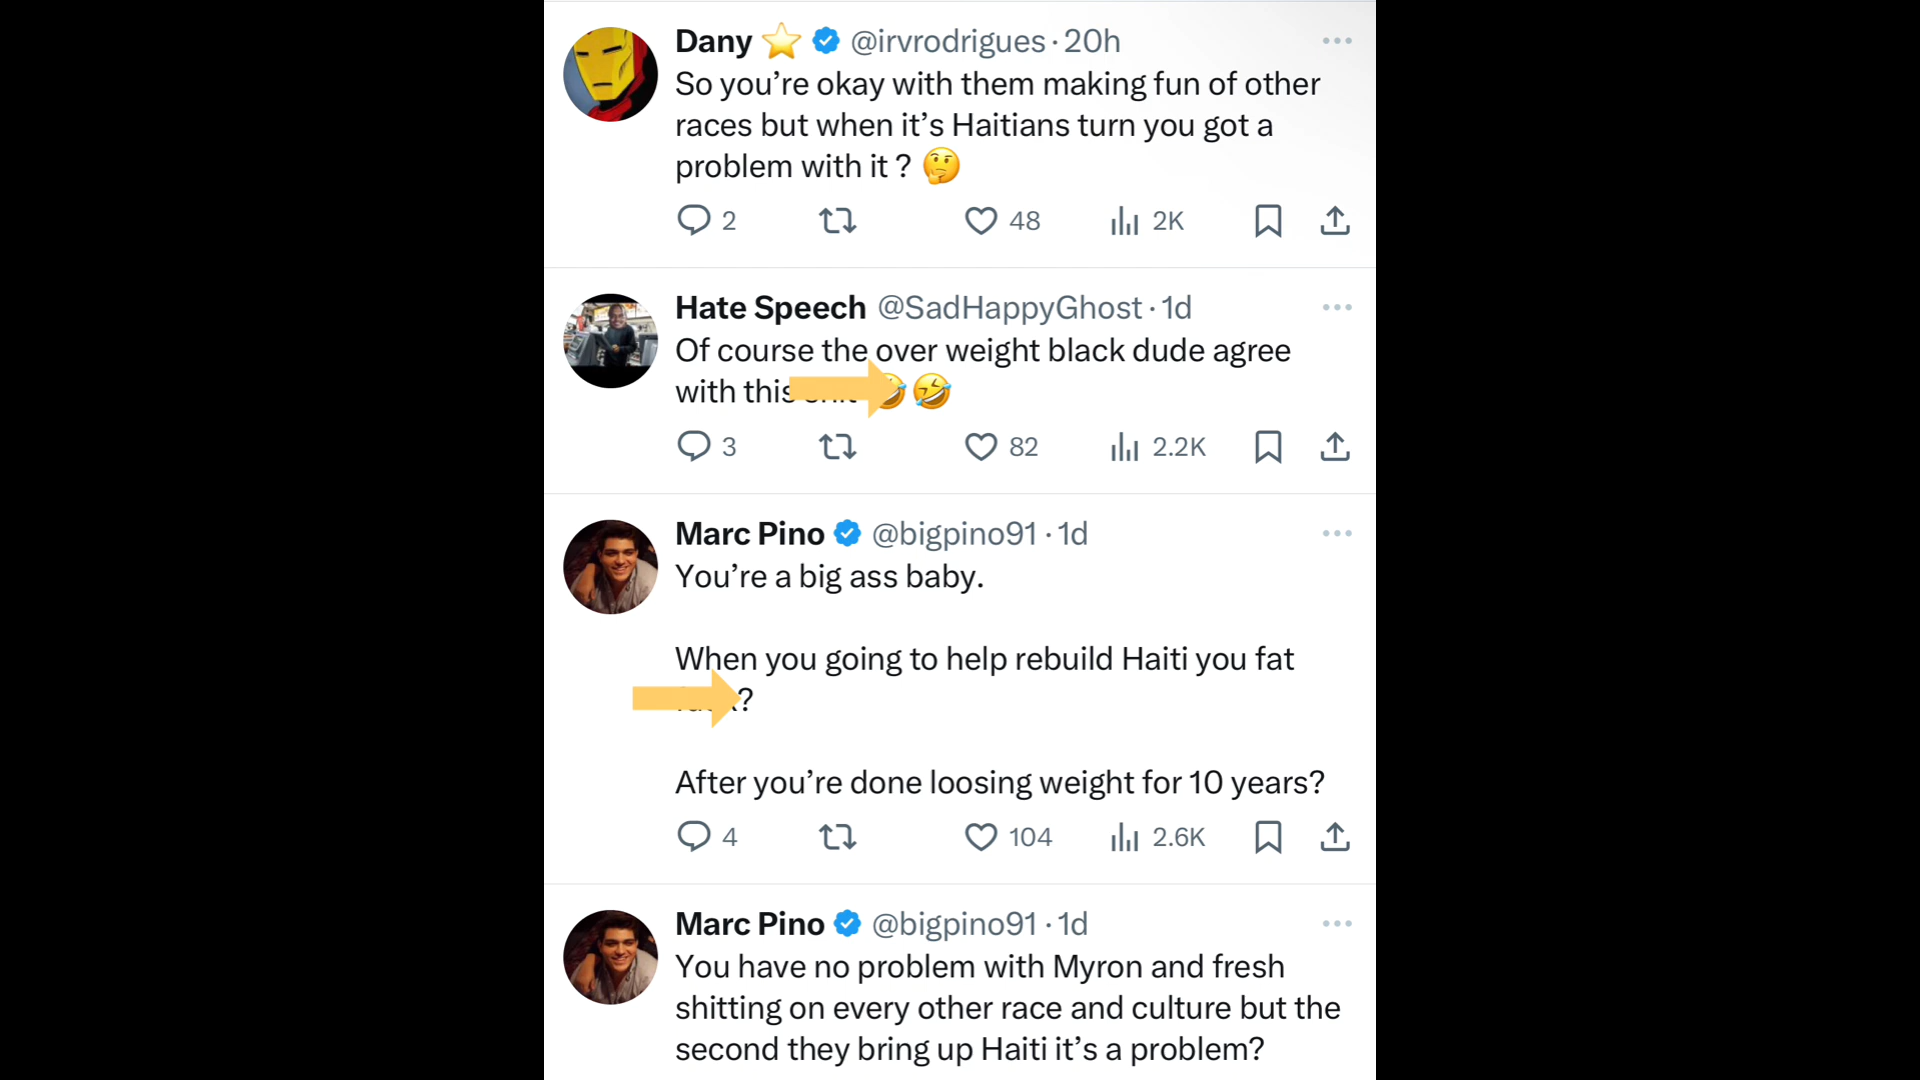 Dany ⭐ @irvrodrigues · 20h
So you’re okay with them making fun of other
races but when it’s Haitians turn you got a
problem with it ? 🤔
2 48 2K
Hate Speech @SadHappyGhost · 1d
Of course the over weight black dude agree
with this 🤣🤣
3 82 2.2K
Marc Pino @bigpino91 · 1d
You’re a big ass baby.
When you going to help rebuild Haiti you fat
?
After you’re done loosing weight for 10 years?
4 104 2.6K
Marc Pino @bigpino91 · 1d
You have no problem with Myron and fresh
shitting on every other race and culture but the
second they bring up Haiti it’s a problem?